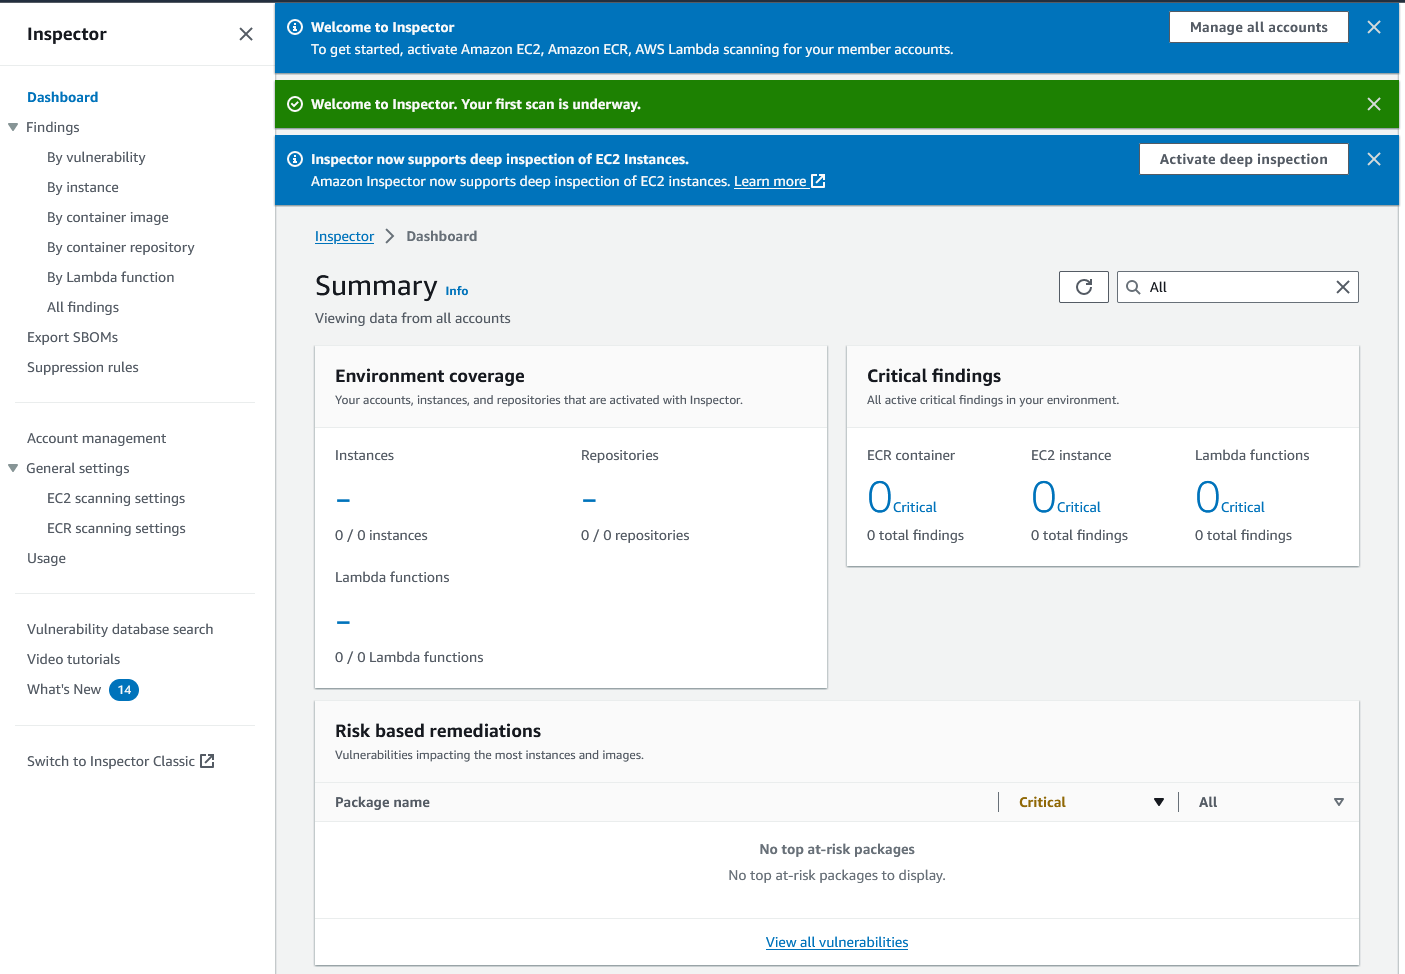 Inspector
Dashboard
Findings
By vulnerability
By instance
By container image
By container repository
By Lambda function
All findings
Export SBOMs
Suppression rules
Account management
General settings
EC2 scanning settings
ECR scanning settings
Usage
Vulnerability database search
Video tutorials
What's New 14
Switch to Inspector Classic
Welcome to Inspector
To get started, activate Amazon EC2, Amazon ECR, AWS Lambda scanning for your member accounts.
Manage all accounts
Welcome to Inspector. Your first scan is underway.
Inspector now supports deep inspection of EC2 Instances.
Amazon Inspector now supports deep inspection of EC2 instances. Learn more
Activate deep inspection
Inspector > Dashboard
Summary Info
Viewing data from all accounts
All
Environment coverage
Your accounts, instances, and repositories that are activated with Inspector.
Instances
–
0 / 0 instances
Repositories
–
0 / 0 repositories
Lambda functions
–
0 / 0 Lambda functions
Critical findings
All active critical findings in your environment.
ECR container
0 Critical
0 total findings
EC2 instance
0 Critical
0 total findings
Lambda functions
0 Critical
0 total findings
Risk based remediations
Vulnerabilities impacting the most instances and images.
Package name Critical All
No top at-risk packages
No top at-risk packages to display.
View all vulnerabilities